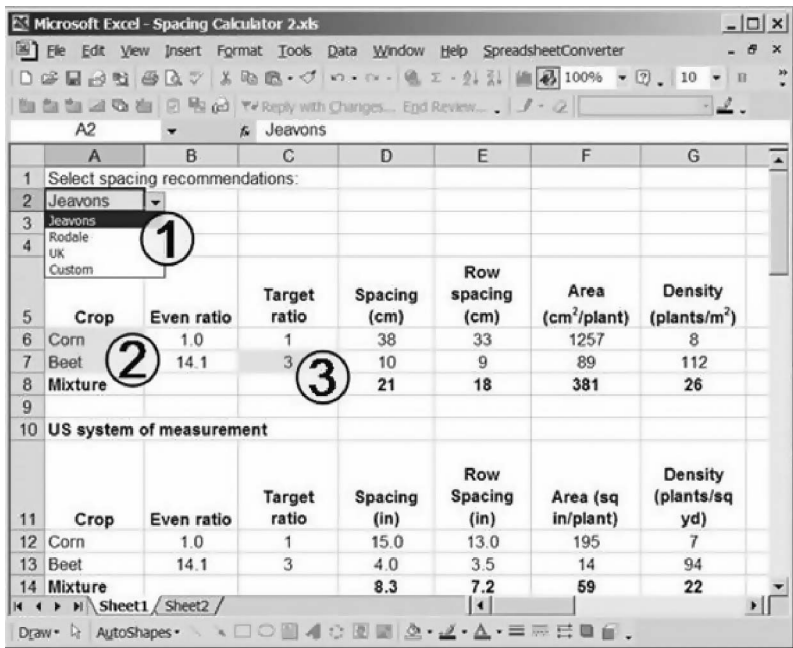 Microsoft Excel - Spacing Calculator 2.xls
File Edit View Insert Format Tools Data Window Help SpreadsheetConverter
100% 10
Reply with Changes... End Review...
A2 fx Jeavons
A B C D E F G
1 Select spacing recommendations:
2 Jeavons
3 Jeavons
Rodale
4 UK
Custom
1
5 Crop Even ratio Target ratio Spacing (cm) Row spacing (cm) Area (cm²/plant) Density (plants/m²)
6 Corn 1.0 1 38 33 1257 8
7 Beet 14.1 3 10 9 89 112
2 3
8 Mixture 21 18 381 26
9
10 US system of measurement
11 Crop Even ratio Target ratio Spacing (in) Row Spacing (in) Area (sq in/plant) Density (plants/sq yd)
12 Corn 1.0 1 15.0 13.0 195 7
13 Beet 14.1 3 4.0 3.5 14 94
14 Mixture 8.3 7.2 59 22
Sheet1 / Sheet2 /
Draw AutoShapes